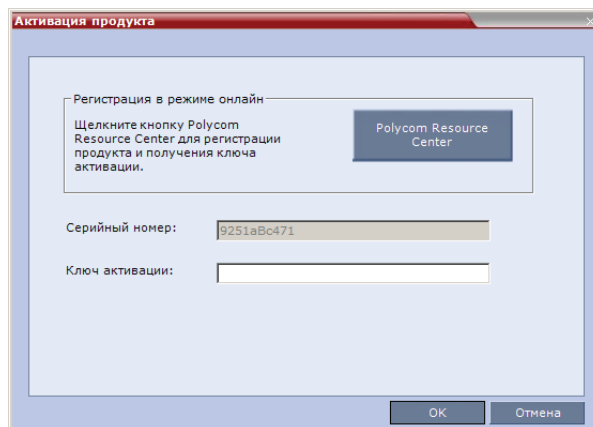 Активация продукта
Регистрация в режиме онлайн
Щелкните кнопку Polycom
Resource Center для регистрации
продукта и получения ключа
активации.
Polycom Resource
Center
Серийный номер:
9251aBc471
Ключ активации:
OK
Отмена